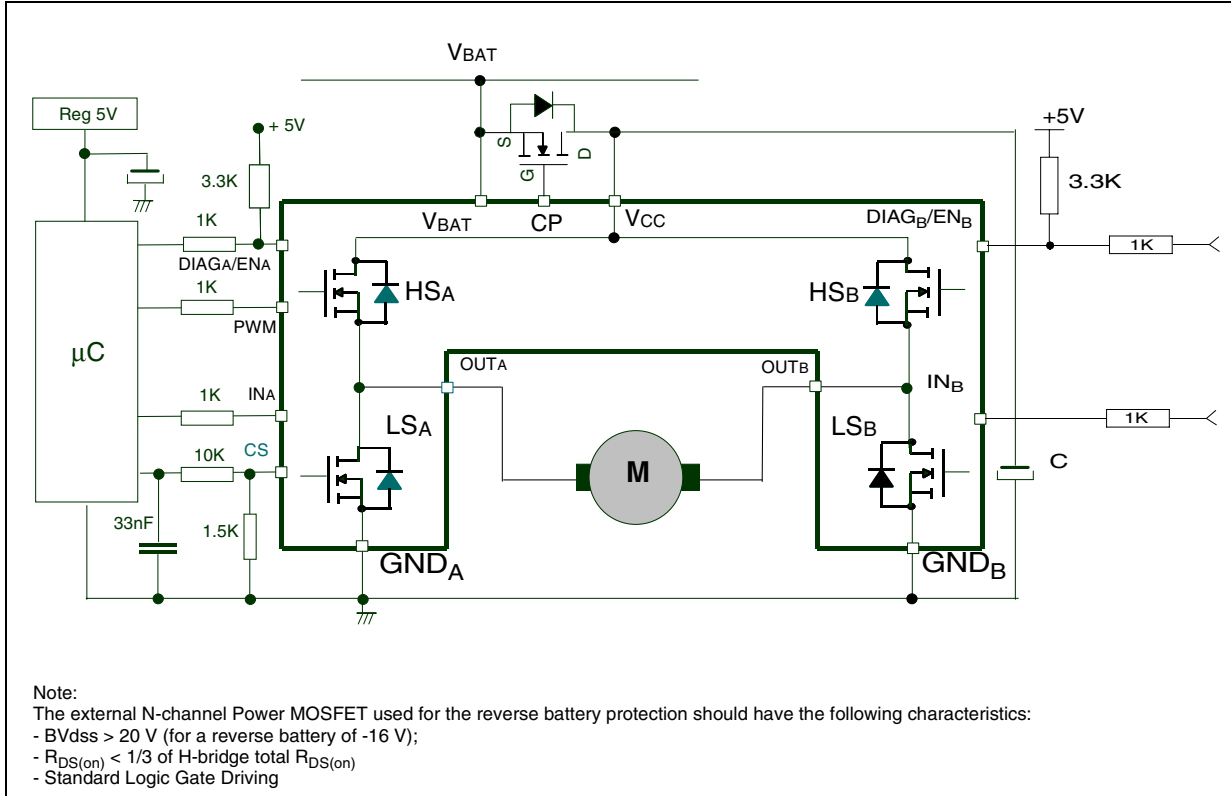 VBAT
Reg 5V
+ 5V
+5V
S
D
G
3.3K
3.3K
1K
VBAT
CP
VCC
DIAGB/ENB
1K
DIAGA/ENA
HSA
HSB
1K
PWM
µC
OUTA
OUTB
INB
1K
INA
LSA
LSB
1K
M
10K
CS
C
33nF
1.5K
GNDA
GNDB
Note:
The external N-channel Power MOSFET used for the reverse battery protection should have the following characteristics:
- BVdss > 20 V (for a reverse battery of -16 V);
- RDS(on) < 1/3 of H-bridge total RDS(on)
- Standard Logic Gate Driving